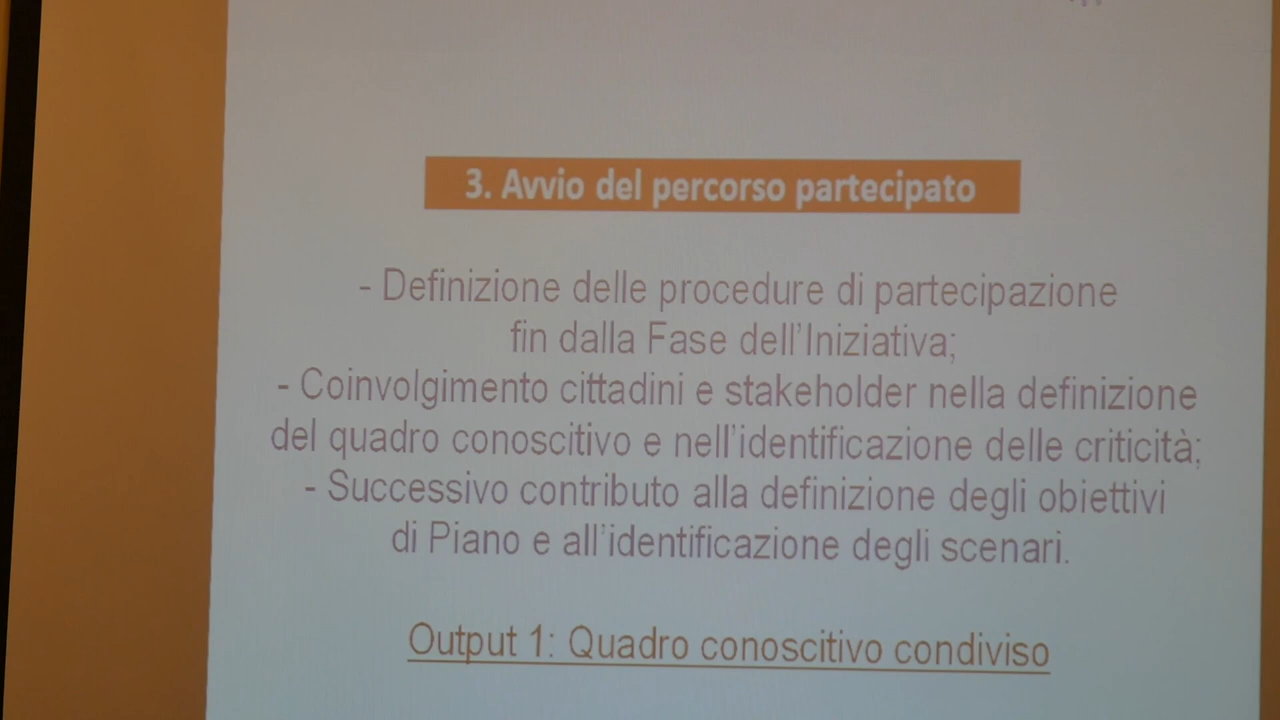 3. Avvio del percorso partecipato
- Definizione delle procedure di partecipazione
fin dalla Fase dell'Iniziativa;
- Coinvolgimento cittadini e stakeholder nella definizione
del quadro conoscitivo e nell'identificazione delle criticità;
- Successivo contributo alla definizione degli obiettivi
di Piano e all'identificazione degli scenari.
Output 1: Quadro conoscitivo condiviso